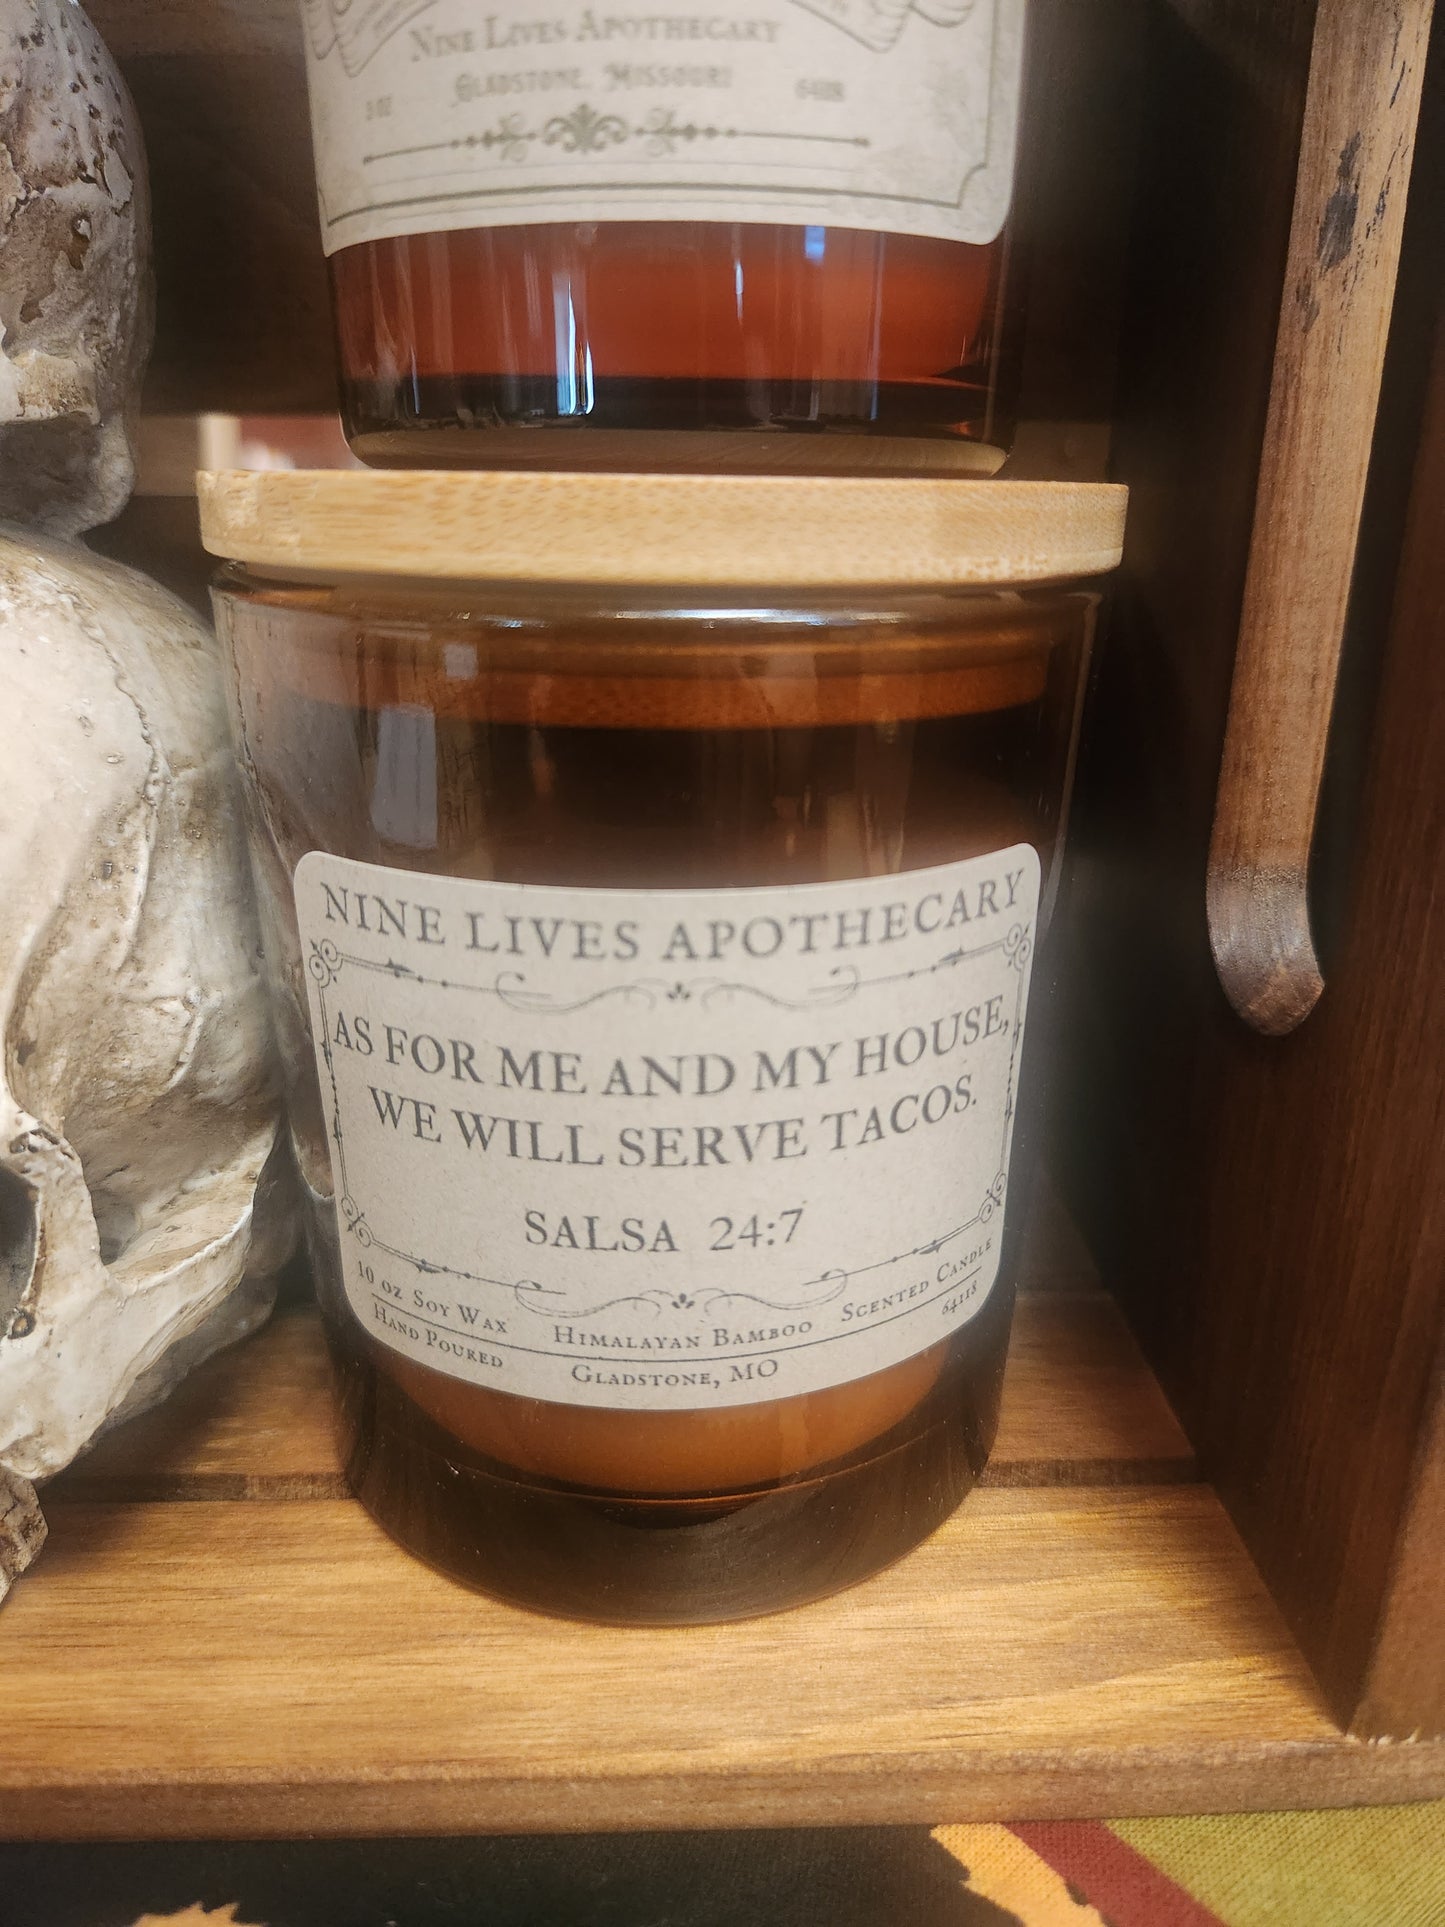 NINE LIVES APOTHECARY
GLADSTONE, MISSOURI
NINE LIVES APOTHECARY
AS FOR ME AND MY HOUSE,
WE WILL SERVE TACOS.
SALSA 24:7
10 OZ SOY WAX HIMALAYAN BAMBOO SCENTED CANDLE
HAND POURED GLADSTONE, MO 64118